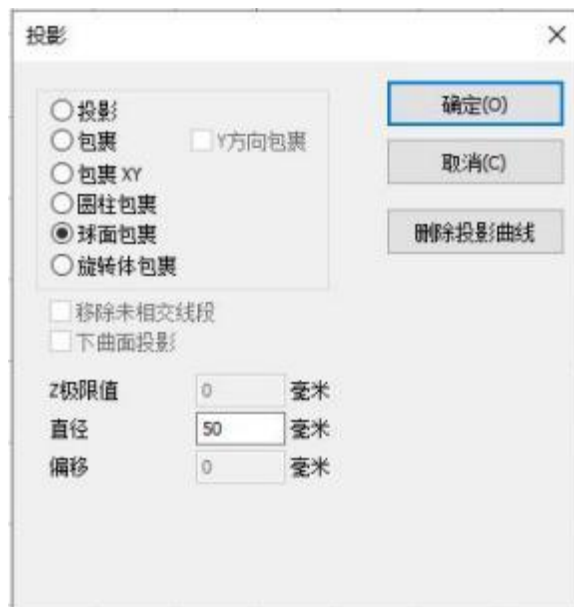 投影
投影
包裹
Y方向包裹
包裹 XY
圆柱包裹
球面包裹
旋转体包裹
移除未相交线段
下曲面投影
Z极限值 0 毫米
直径 50 毫米
偏移 0 毫米
确定(O)
取消(C)
删除投影曲线